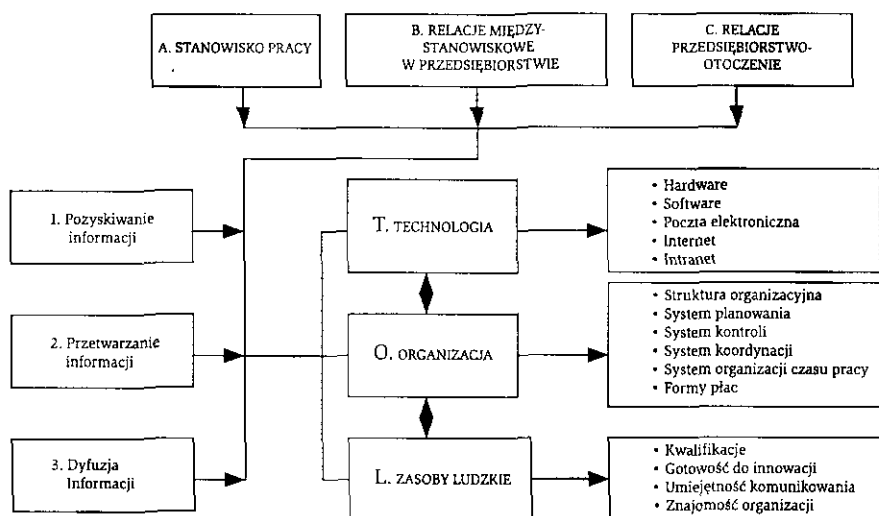 A. STANOWISKO PRACY
B. RELACJE MIĘDZY-
STANOWISKOWE
W PRZEDSIĘBIORSTWIE
C. RELACJE
PRZEDSIĘBIORSTWO-
OTOCZENIE
1. Pozyskiwanie
informacji
T. TECHNOLOGIA
• Hardware
• Software
• Poczta elektroniczna
• Internet
• Intranet
2. Przetwarzanie
informacji
O. ORGANIZACJA
• Struktura organizacyjna
• System planowania
• System kontroli
• System koordynacji
• System organizacji czasu pracy
• Formy płac
3. Dyfuzja
Informacji
L. ZASOBY LUDZKIE
• Kwalifikacje
• Gotowość do innowacji
• Umiejętność komunikowania
• Znajomość organizacji